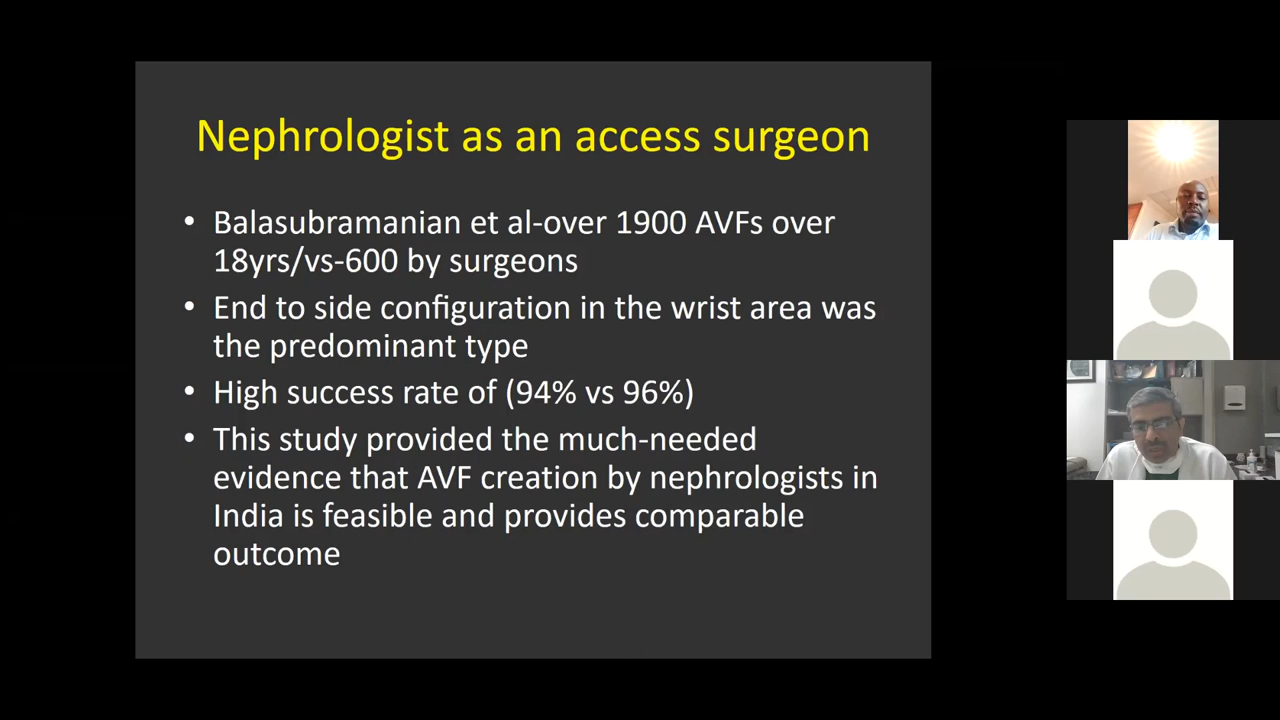 Nephrologist as an access surgeon
• Balasubramanian et al-over 1900 AVFs over
18yrs/vs-600 by surgeons
• End to side configuration in the wrist area was
the predominant type
• High success rate of (94% vs 96%)
• This study provided the much-needed
evidence that AVF creation by nephrologists in
India is feasible and provides comparable
outcome